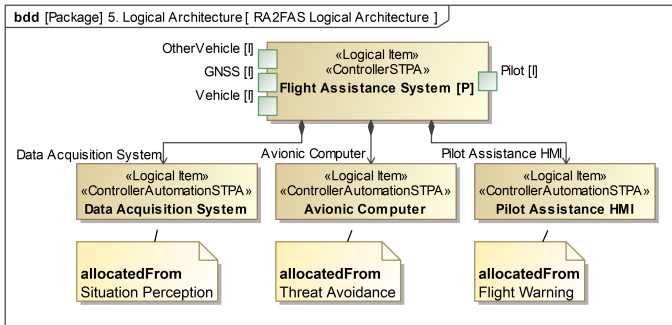 bdd [Package] 5. Logical Architecture [ RA2FAS Logical Architecture ]
OtherVehicle [I]
GNSS [I]
Vehicle [I]
«Logical Item»
«ControllerSTPA»
Flight Assistance System [P]
Pilot [I]
Data Acquisition System
Avionic Computer
Pilot Assistance HMI
«Logical Item»
«ControllerAutomationSTPA»
Data Acquisition System
«Logical Item»
«ControllerAutomationSTPA»
Avionic Computer
«Logical Item»
«ControllerAutomationSTPA»
Pilot Assistance HMI
allocatedFrom
Situation Perception
allocatedFrom
Threat Avoidance
allocatedFrom
Flight Warning